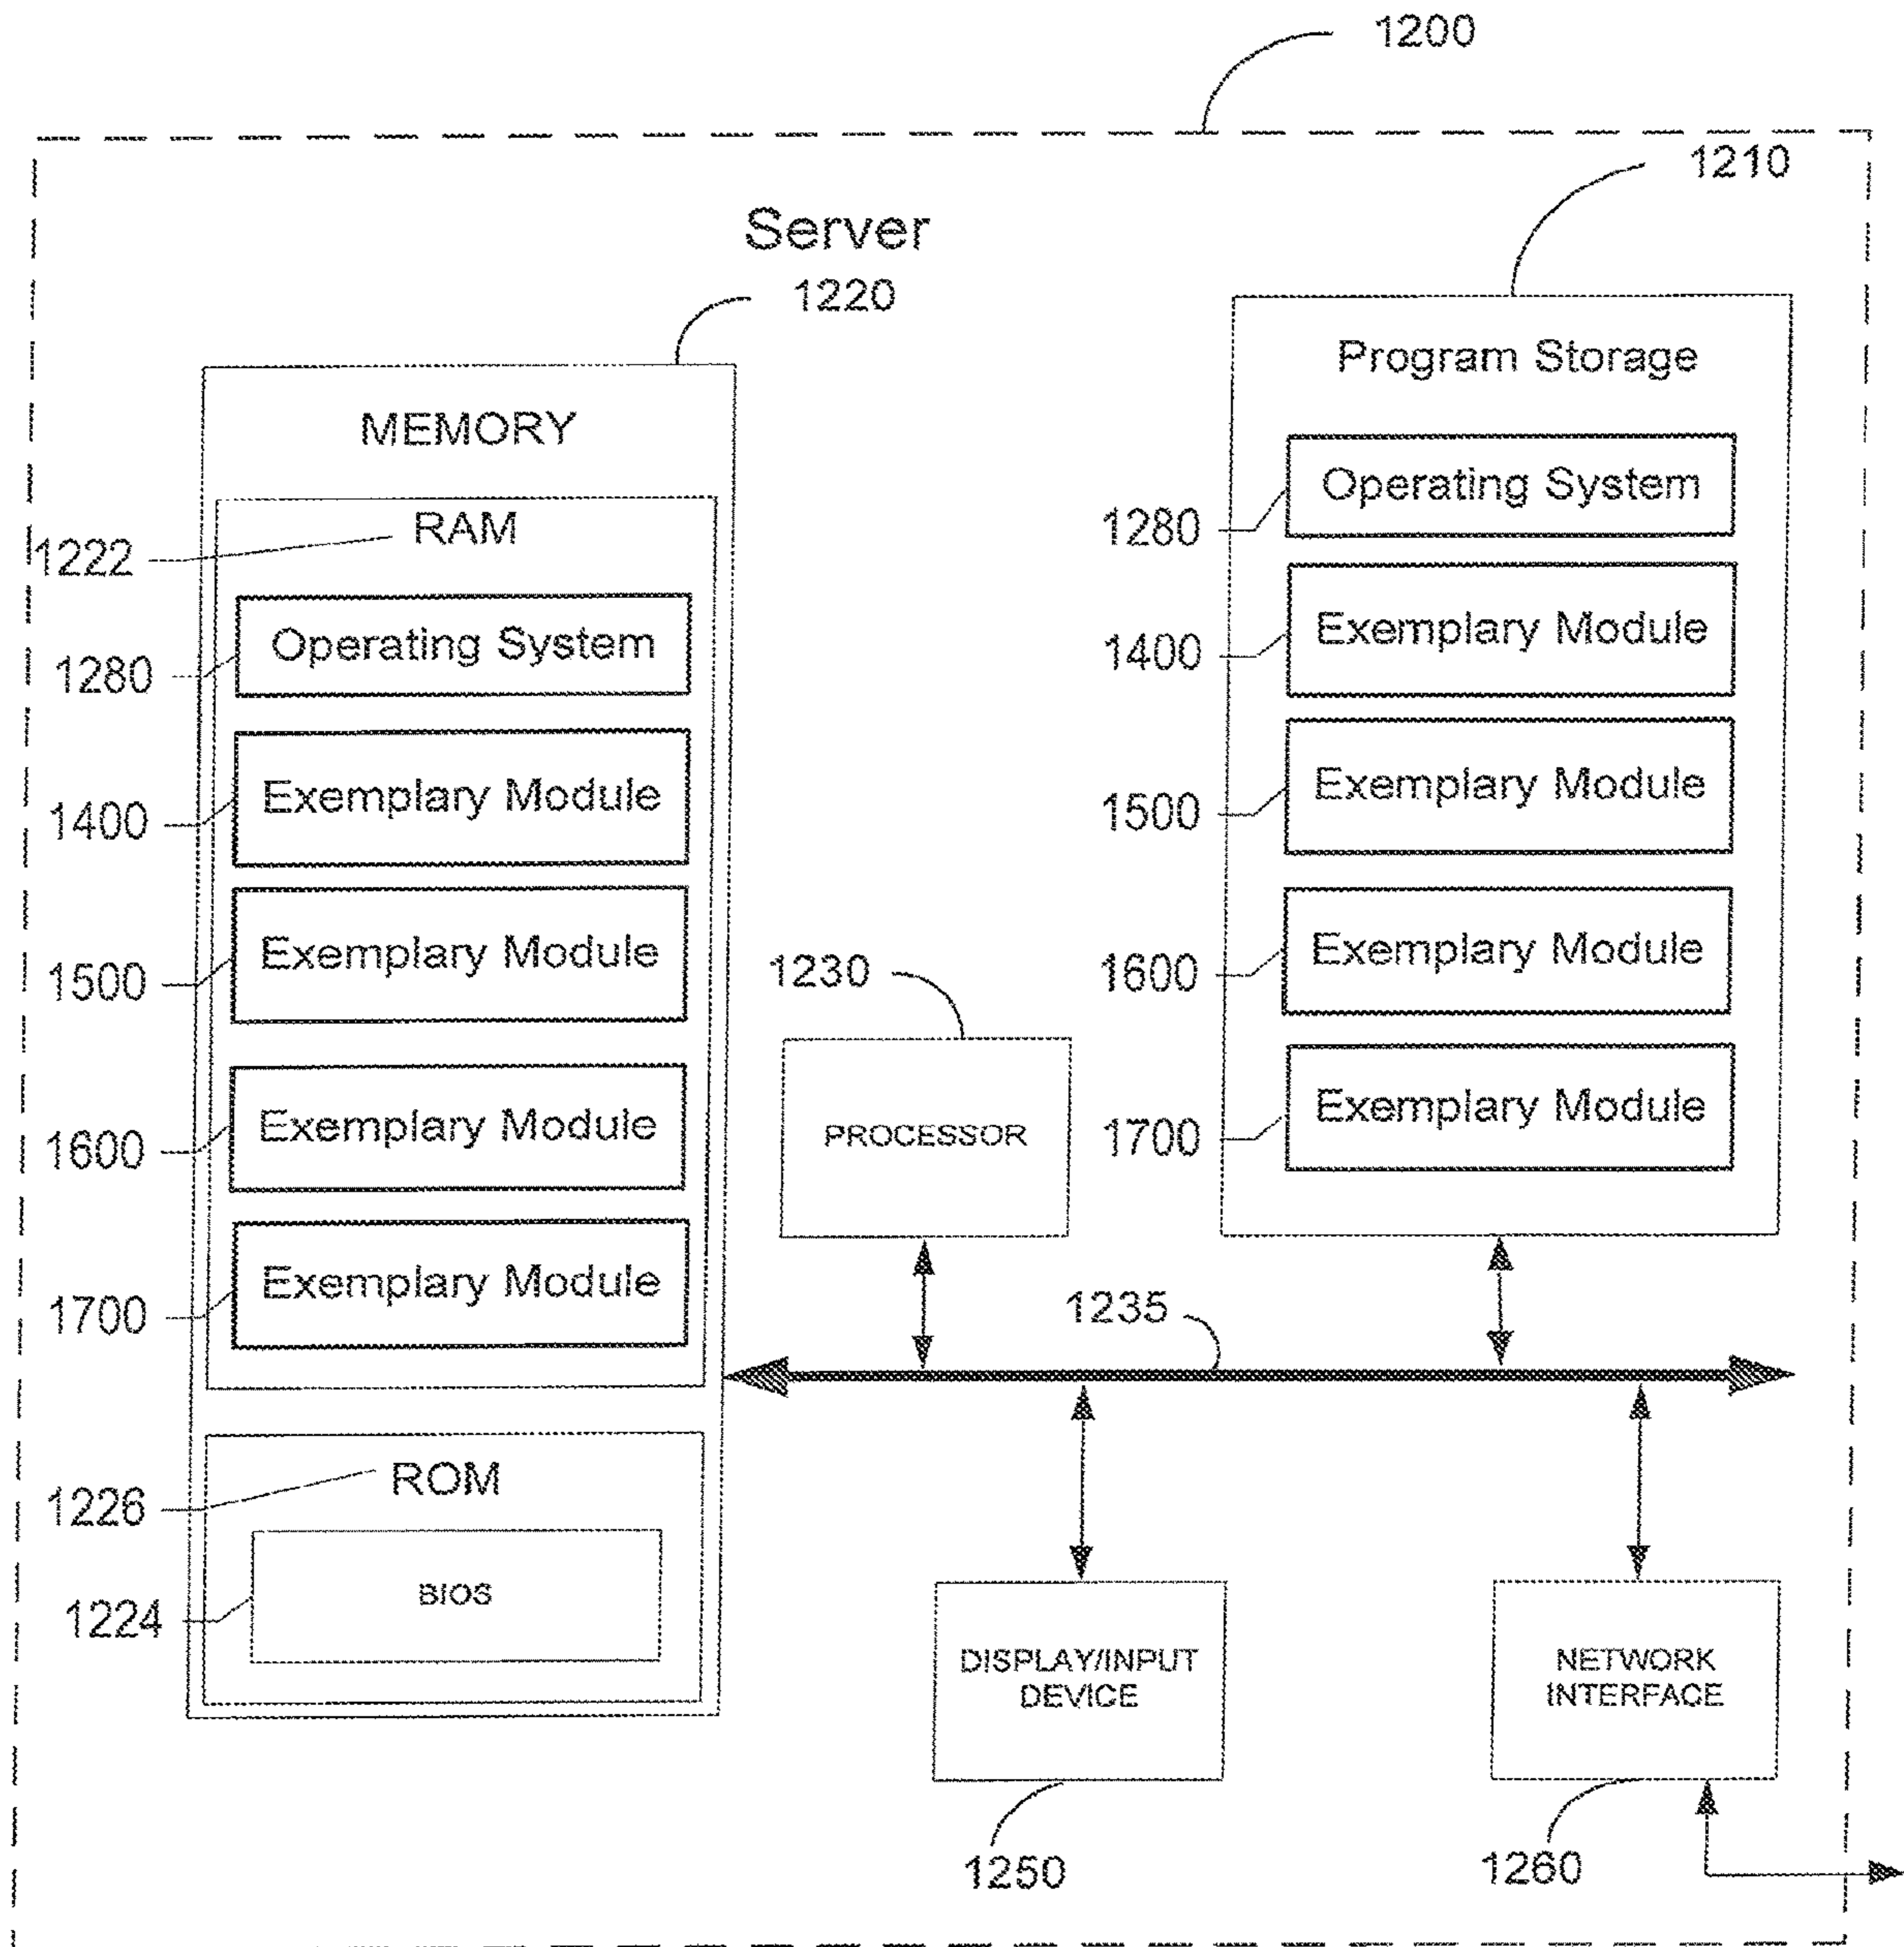 1200
1210
Server
1220
Program Storage
MEMORY
Operating System
1280
RAM
1222
Exemplary Module
1400
Operating System
1280
Exemplary Module
1500
Exemplary Module
1400
Exemplary Module
1600
Exemplary Module
1500
1230
Exemplary Module
1700
Exemplary Module
1600
PROCESSOR
Exemplary Module
1700
1235
ROM
1226
BIOS
1224
DISPLAY/INPUT
DEVICE
NETWORK
INTERFACE
1250
1260